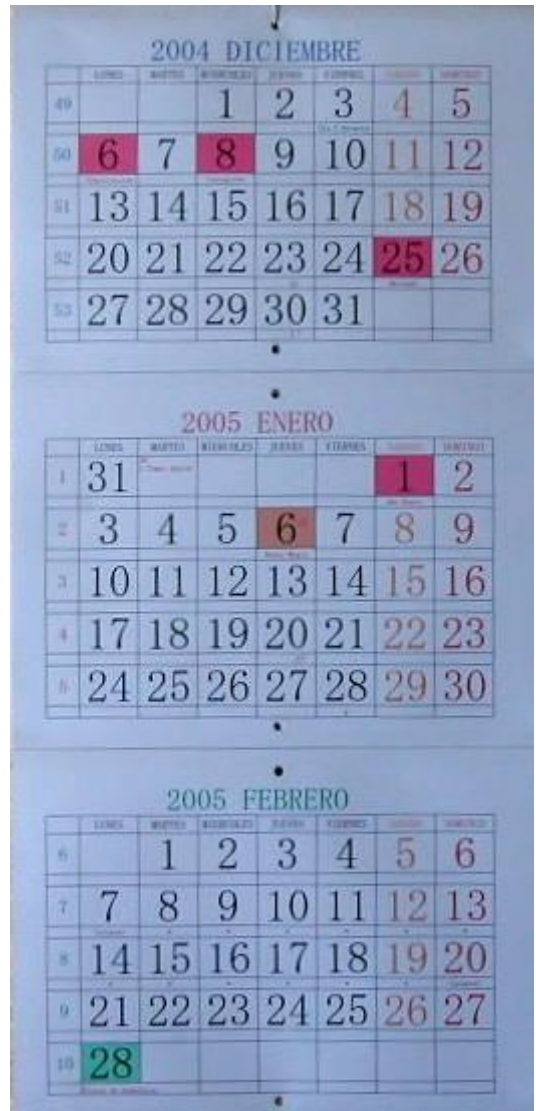 2004 DICIEMBRE
LUNES MARTES MIERCOLES JUEVES VIERNES SABADO DOMINGO
49 1 2 3 4 5
50 6 7 8 9 10 11 12
51 13 14 15 16 17 18 19
52 20 21 22 23 24 25 26
53 27 28 29 30 31
2005 ENERO
LUNES MARTES MIERCOLES JUEVES VIERNES SABADO DOMINGO
1 31 1 2
2 3 4 5 6 7 8 9
3 10 11 12 13 14 15 16
4 17 18 19 20 21 22 23
5 24 25 26 27 28 29 30
2005 FEBRERO
LUNES MARTES MIERCOLES JUEVES VIERNES SABADO DOMINGO
6 1 2 3 4 5 6
7 7 8 9 10 11 12 13
8 14 15 16 17 18 19 20
9 21 22 23 24 25 26 27
10 28